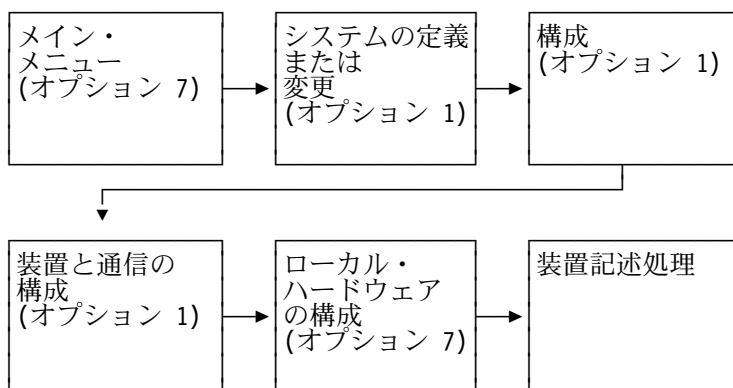 メイン・
メニュー
(オプション 7)
システムの定義
または
変更
(オプション 1)
構成
(オプション 1)
装置と通信の
構成
(オプション 1)
ローカル・
ハードウェア
の構成
(オプション 7)
装置記述処理